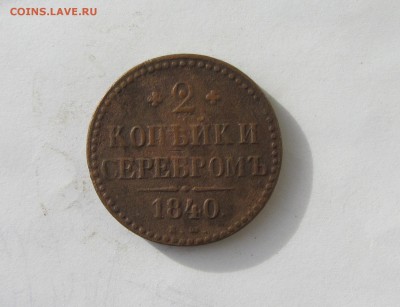 COINS.LAVE.RU
2
КОПѢЙКИ
СЕРЕБРОМЪ
1840.